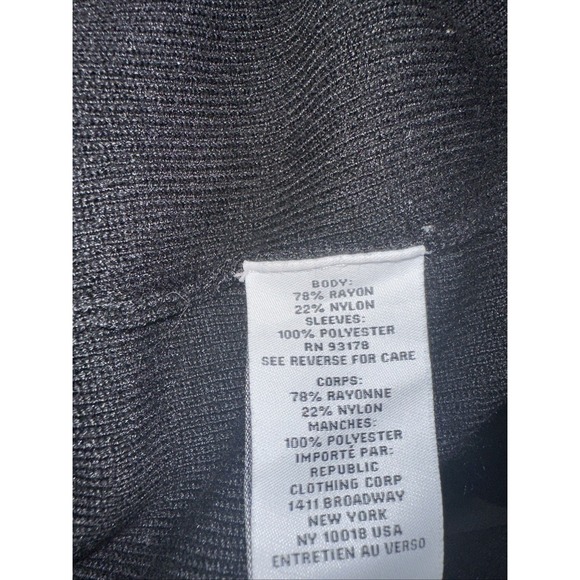 BODY:
78% RAYON
22% NYLON
SLEEVES:
100% POLYESTER
RN 93178
SEE REVERSE FOR CARE
CORPS:
78% RAYONNE
22% NYLON
MANCHES:
100% POLYESTER
IMPORTÉ PAR:
REPUBLIC
CLOTHING CORP
1411 BROADWAY
NEW YORK
NY 10018 USA
ENTRETIEN AU VERSO